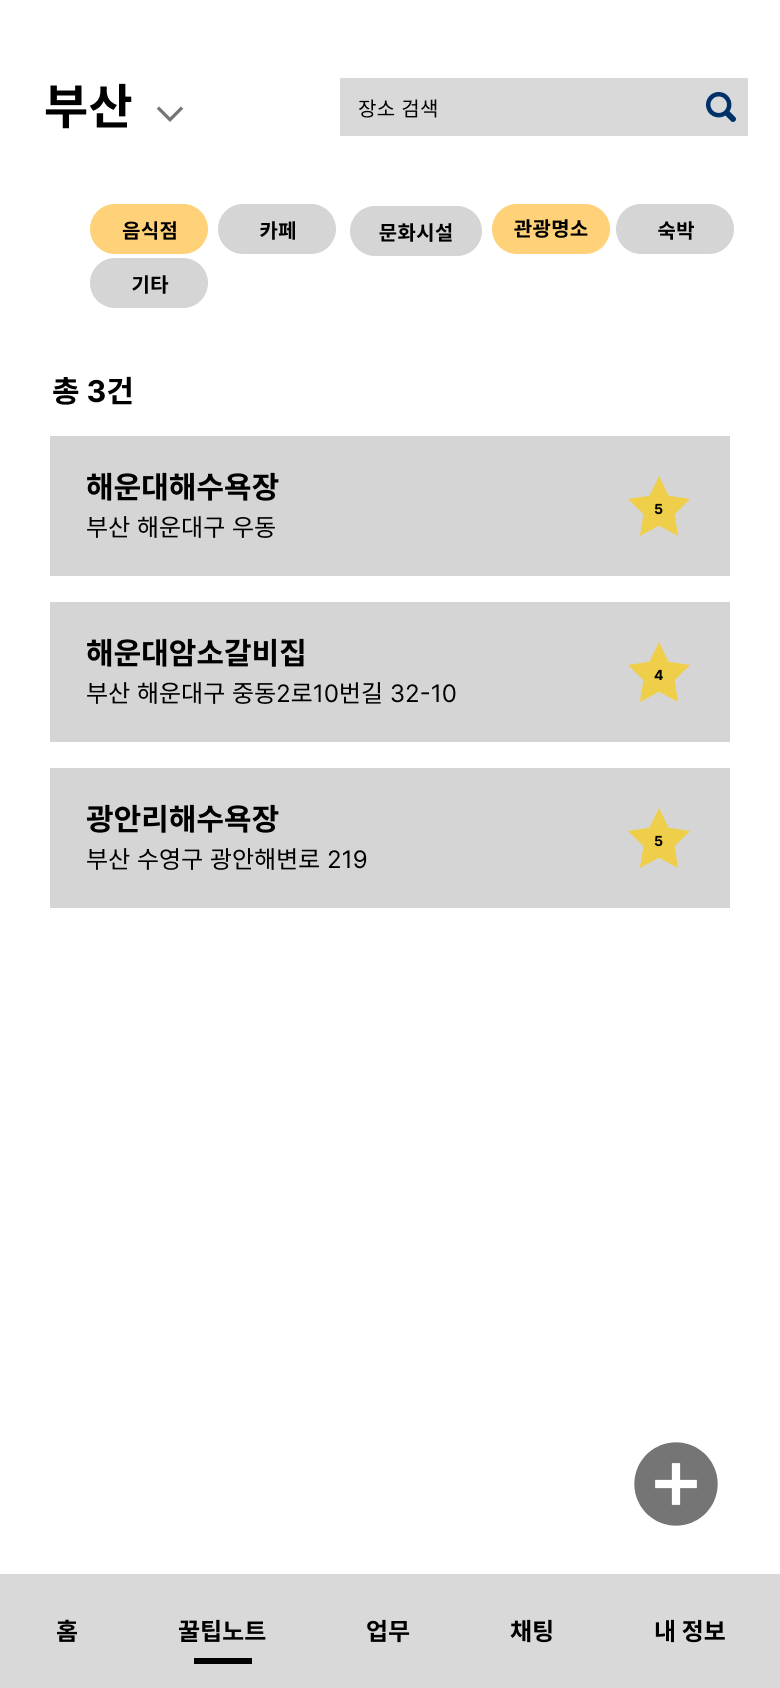 부산
장소 검색
음식점 카페 문화시설 관광명소 숙박
기타
총 3건
해운대해수욕장
부산 해운대구 우동
5
해운대암소갈비집
부산 해운대구 중동2로10번길 32-10
4
광안리해수욕장
부산 수영구 광안해변로 219
5
홈 꿀팁노트 업무 채팅 내 정보